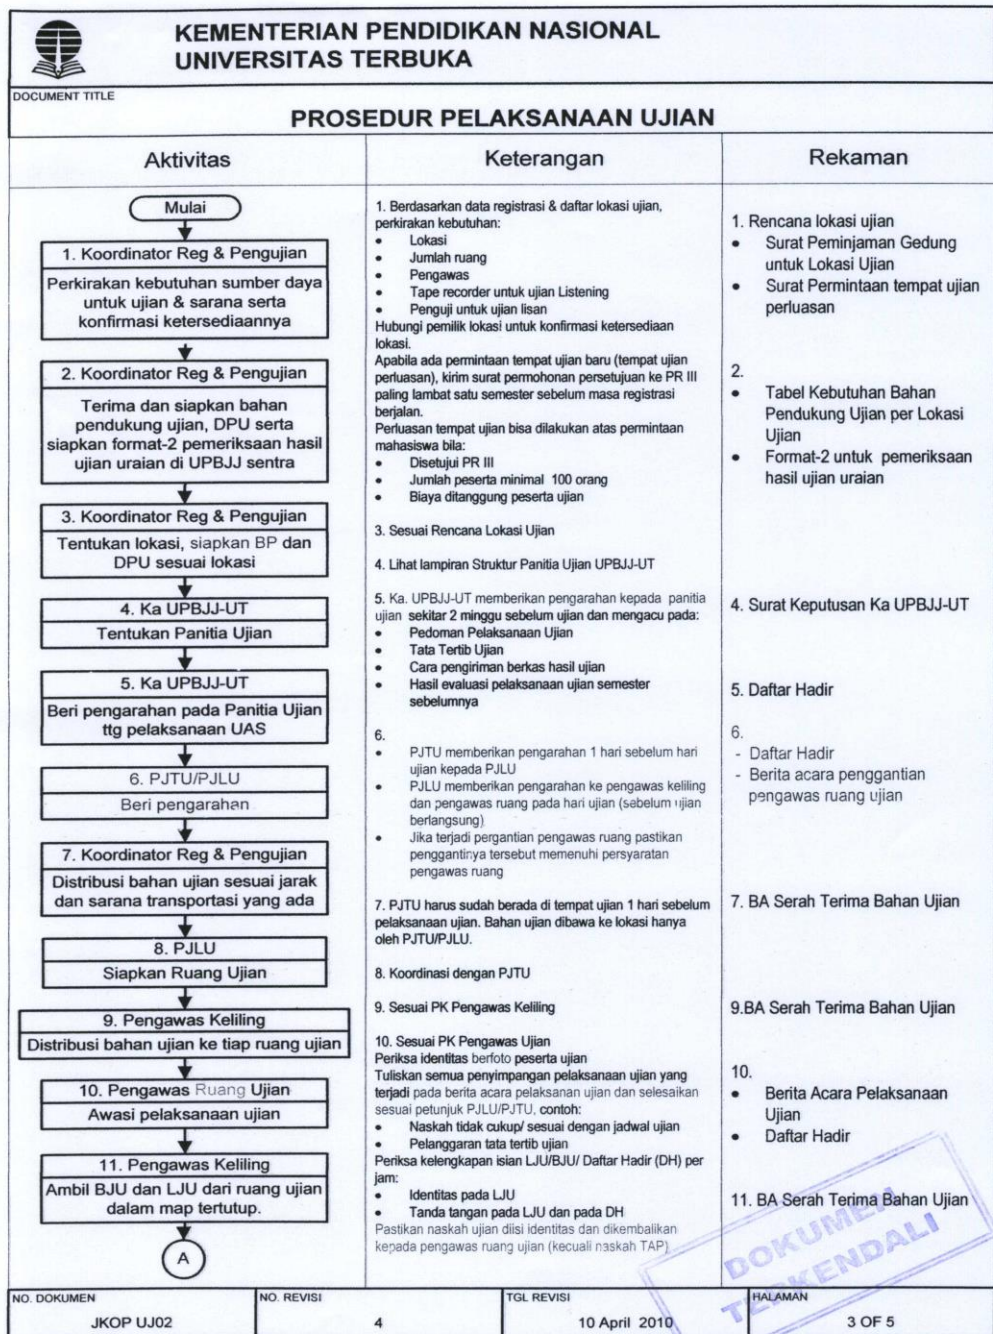 KEMENTERIAN PENDIDIKAN NASIONAL
UNIVERSITAS TERBUKA
DOCUMENT TITLE
PROSEDUR PELAKSANAAN UJIAN
Aktivitas
Mulai
1. Koordinator Reg & Pengujian
Perkirakan kebutuhan sumber daya
untuk ujian & sarana serta
konfirmasi ketersediaannya
2. Koordinator Reg & Pengujian
Terima dan siapkan bahan
pendukung ujian, DPU serta
siapkan format-2 pemeriksaan hasil
ujian uraian di UPBJJ sentra
3. Koordinator Reg & Pengujian
Tentukan lokasi, siapkan BP dan
DPU sesuai lokasi
4. Ka UPBJJ-UT
Tentukan Panitia Ujian
5. Ka UPBJJ-UT
Beri pengarahan pada Panitia Ujian
ttg pelaksanaan UAS
6. PJTU/PJLU
Beri pengarahan
7. Koordinator Reg & Pengujian
Distribusi bahan ujian sesuai jarak
dan sarana transportasi yang ada
8. PJLU
Siapkan Ruang Ujian
9. Pengawas Keliling
Distribusi bahan ujian ke tiap ruang ujian
10. Pengawas Ruang Ujian
Awasi pelaksanaan ujian
11. Pengawas Keliling
Ambil BJU dan LJU dari ruang ujian
dalam map tertutup.
A
Keterangan
1. Berdasarkan data registrasi & daftar lokasi ujian,
perkirakan kebutuhan:
• Lokasi
• Jumlah ruang
• Pengawas
• Tape recorder untuk ujian Listening
• Penguji untuk ujian lisan
Hubungi pemilik lokasi untuk konfirmasi ketersediaan
lokasi.
Apabila ada permintaan tempat ujian baru (tempat ujian
perluasan), kirim surat permohonan persetujuan ke PR III
paling lambat satu semester sebelum masa registrasi
berjalan.
Perluasan tempat ujian bisa dilakukan atas permintaan
mahasiswa bila:
• Disetujui PR III
• Jumlah peserta minimal 100 orang
• Biaya ditanggung peserta ujian
3. Sesuai Rencana Lokasi Ujian
4. Lihat lampiran Struktur Panitia Ujian UPBJJ-UT
5. Ka. UPBJJ-UT memberikan pengarahan kepada panitia
ujian sekitar 2 minggu sebelum ujian dan mengacu pada:
• Pedoman Pelaksanaan Ujian
• Tata Tertib Ujian
• Cara pengiriman berkas hasil ujian
• Hasil evaluasi pelaksanaan ujian semester
sebelumnya
6.
• PJTU memberikan pengarahan 1 hari sebelum hari
ujian kepada PJLU
• PJLU memberikan pengarahan ke pengawas keliling
dan pengawas ruang pada hari ujian (sebelum ujian
berlangsung)
• Jika terjadi pergantian pengawas ruang pastikan
penggantinya tersebut memenuhi persyaratan
pengawas ruang
7. PJTU harus sudah berada di tempat ujian 1 hari sebelum
pelaksanaan ujian. Bahan ujian dibawa ke lokasi hanya
oleh PJTU/PJLU.
8. Koordinasi dengan PJTU
9. Sesuai PK Pengawas Keliling
10. Sesuai PK Pengawas Ujian
Periksa identitas berfoto peserta ujian
Tuliskan semua penyimpangan pelaksanaan ujian yang
terjadi pada berita acara pelaksanan ujian dan selesaikan
sesuai petunjuk PJLU/PJTU, contoh:
• Naskah tidak cukup/ sesuai dengan jadwal ujian
• Pelanggaran tata tertib ujian
Periksa kelengkapan isian LJU/BJU/ Daftar Hadir (DH) per
jam:
• Identitas pada LJU
• Tanda tangan pada LJU dan pada DH
Pastikan naskah ujian diisi identitas dan dikembalikan
kepada pengawas ruang ujian (kecuali naskah TAP)
Rekaman
1. Rencana lokasi ujian
• Surat Peminjaman Gedung
untuk Lokasi Ujian
• Surat Permintaan tempat ujian
perluasan
2.
• Tabel Kebutuhan Bahan
Pendukung Ujian per Lokasi
Ujian
• Format-2 untuk pemeriksaan
hasil ujian uraian
4. Surat Keputusan Ka UPBJJ-UT
5. Daftar Hadir
6.
- Daftar Hadir
- Berita acara penggantian
pengawas ruang ujian
7. BA Serah Terima Bahan Ujian
9.BA Serah Terima Bahan Ujian
10.
• Berita Acara Pelaksanaan
Ujian
• Daftar Hadir
11. BA Serah Terima Bahan Ujian
DOKUMEN
TERKENDALI
NO. DOKUMEN
JKOP UJ02
NO. REVISI
4
TGL REVISI
10 April 2010
HALAMAN
3 OF 5